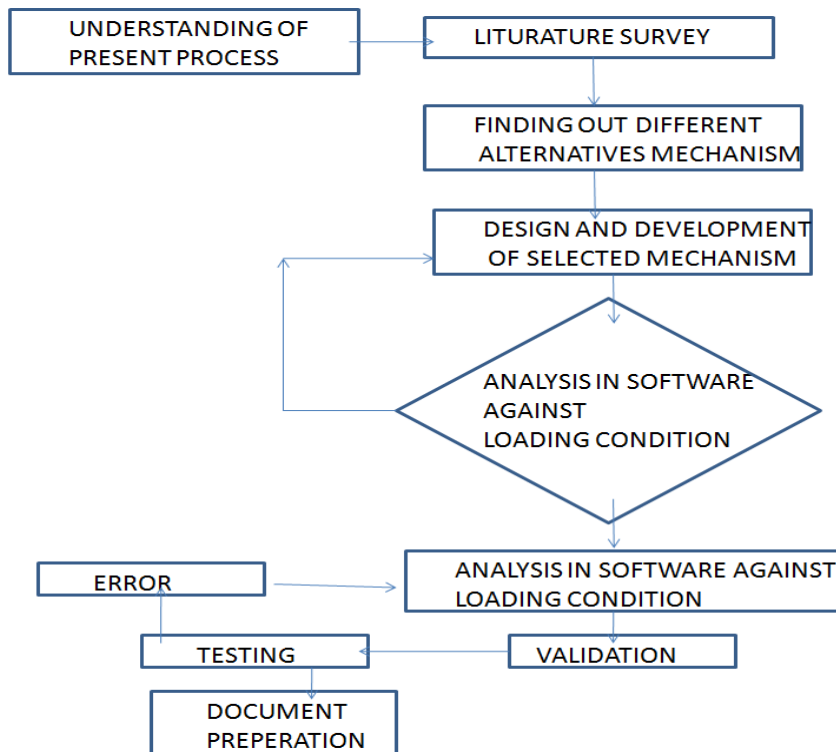 UNDERSTANDING OF
PRESENT PROCESS
LITURATURE SURVEY
FINDING OUT DIFFERENT
ALTERNATIVES MECHANISM
DESIGN AND DEVELOPMENT
OF SELECTED MECHANISM
ANALYSIS IN SOFTWARE
AGAINST
LOADING CONDITION
ANALYSIS IN SOFTWARE AGAINST
LOADING CONDITION
ERROR
VALIDATION
TESTING
DOCUMENT
PREPERATION